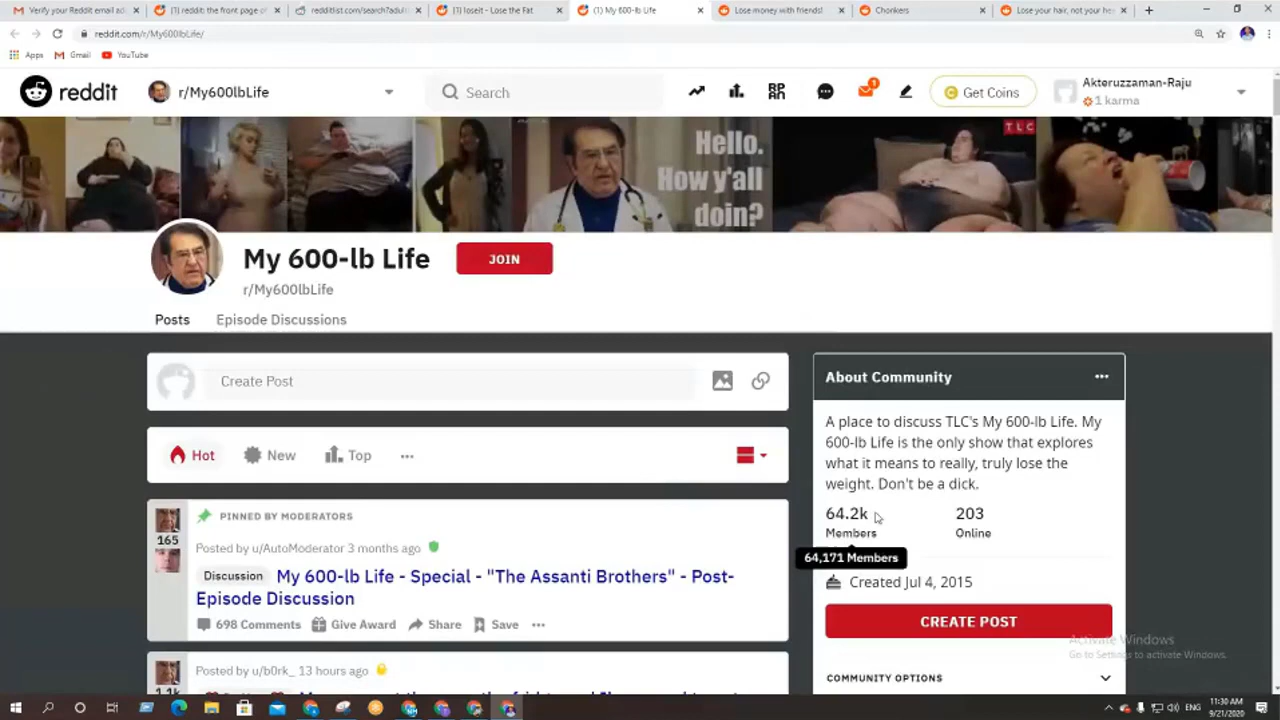 Verify your Reddit email ad
(1) reddit: the front page of
redditlist.com/search?adul
(1) loseit - Lose the Fat
(1) My 600-lb Life
Lose money with friends!
Chonkers
Lose your hair, not your he
reddit.com/r/My600lbLife/
Apps
Gmail
YouTube
reddit
r/My600lbLife
Search
1
Get Coins
Akteruzzaman-Raju
1 karma
TLC
Hello.
How y'all
doin?
My 600-lb Life
JOIN
r/My600lbLife
Posts
Episode Discussions
Create Post
Hot
New
Top
165
PINNED BY MODERATORS
Posted by u/AutoModerator 3 months ago
Discussion My 600-lb Life - Special - "The Assanti Brothers" - Post-
Episode Discussion
698 Comments
Give Award
Share
Save
1.1k
Posted by u/b0rk_ 13 hours ago
About Community
A place to discuss TLC's My 600-lb Life. My
600-lb Life is the only show that explores
what it means to really, truly lose the
weight. Don't be a dick.
64.2k
203
Members
Online
64,171 Members
Created Jul 4, 2015
CREATE POST
Activate Windows
Go to Settings to activate Windows.
COMMUNITY OPTIONS
ENG
11:30 AM
9/21/2020